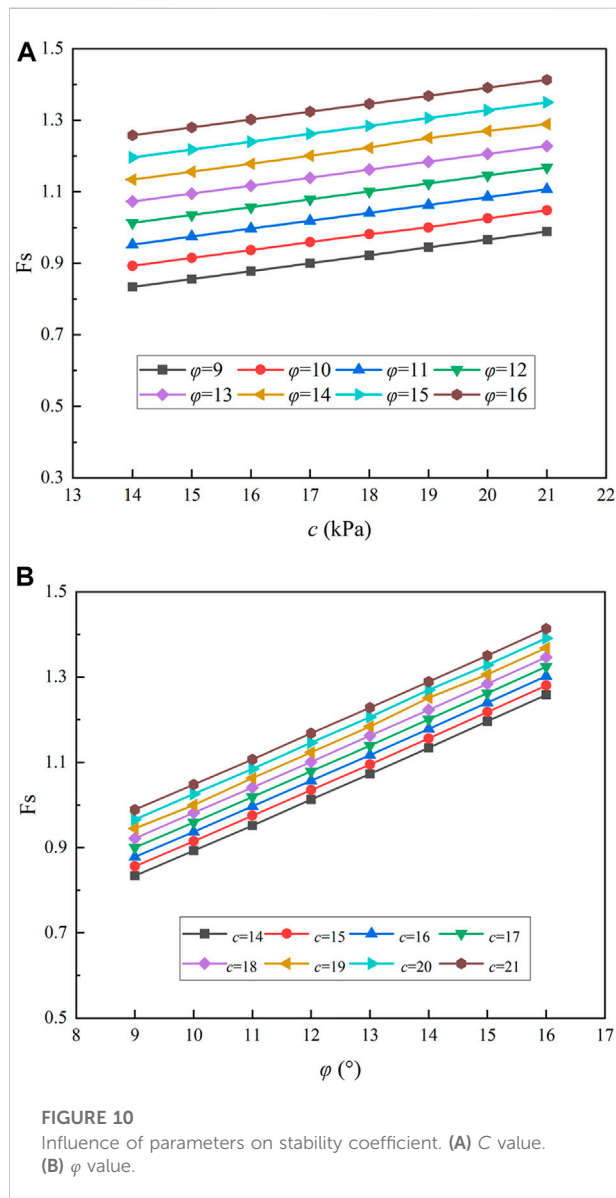 A
1.5
1.3
1.1
0.9
0.7
0.5
0.3
Fs
φ=9 φ=10 φ=11 φ=12
φ=13 φ=14 φ=15 φ=16
13 14 15 16 17 18 19 20 21 22
c (kPa)
B
1.5
1.3
1.1
0.9
0.7
0.5
Fs
c=14 c=15 c=16 c=17
c=18 c=19 c=20 c=21
8 9 10 11 12 13 14 15 16 17
φ (°)
FIGURE 10
Influence of parameters on stability coefficient. (A) C value.
(B) φ value.